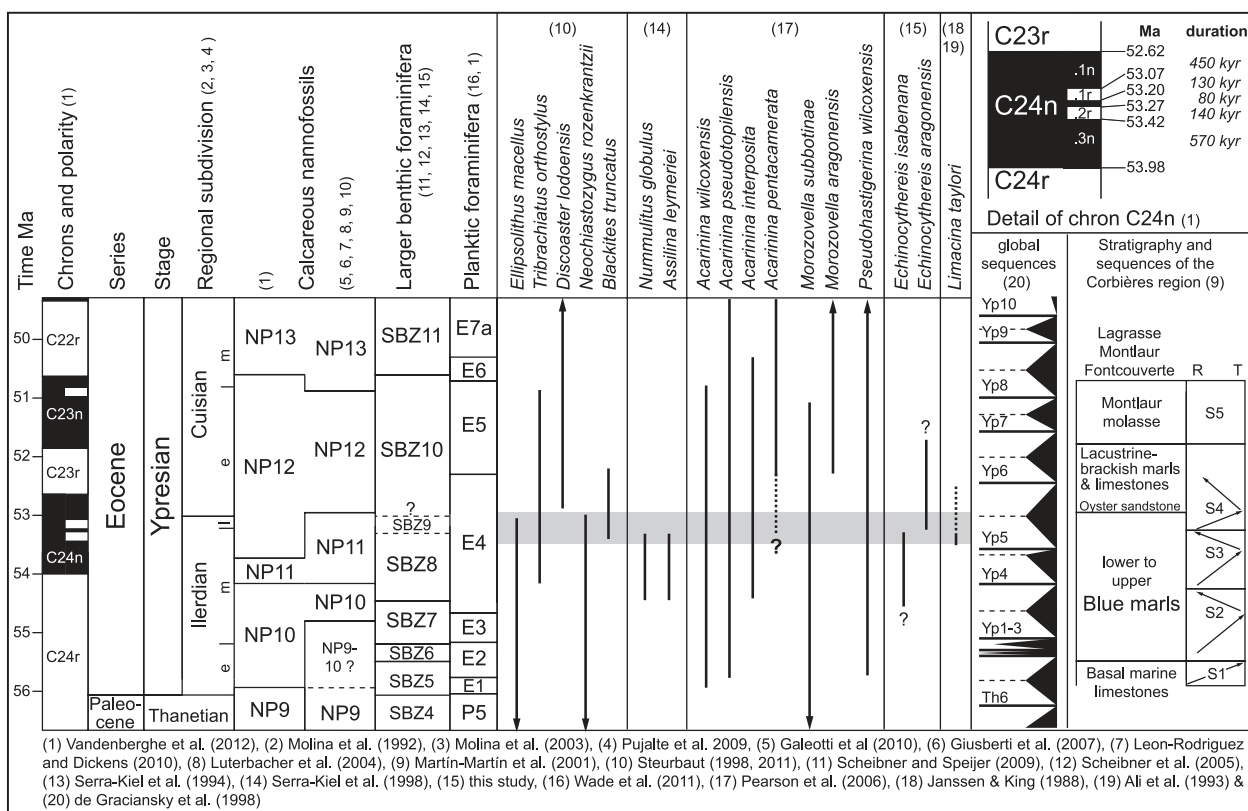 (10)
(14)
(17)
(15)
(18
19)
Time Ma
Chrons and polarity (1)
Series
Stage
Regional subdivision (2, 3, 4)
(1)
Calcareous nannofossils
(5, 6, 7, 8, 9, 10)
Larger benthic foraminifera
(11, 12, 13, 14, 15)
Planktic foraminifera (16, 1)
Ellipsolithus macellus
Tribrachiatus orthostylus
Discoaster lodoensis
Neochiastozygus rozenkrantzii
Blackites truncatus
Nummulitus globulus
Assilina leymeriei
Acarinina wilcoxensis
Acarinina pseudotopilensis
Acarinina interposita
Acarinina pentacamerata
Morozovella subbotinae
Morozovella aragonensis
Pseudohastigerina wilcoxensis
Echinocythereis isabenana
Echinocythereis aragonensis
Limacina taylori
C23r
C24n
C24r
.1n
.1r
.2r
.3n
Ma
52.62
53.07
53.20
53.27
53.42
53.98
duration
450 kyr
130 kyr
80 kyr
140 kyr
570 kyr
Detail of chron C24n (1)
global
sequences
(20)
Stratigraphy and
sequences of the
Corbières region (9)
50
51
52
53
54
55
56
C22r
C23n
C23r
C24n
C24r
Eocene
Paleo-
cene
Ypresian
Thanetian
Cuisian
m
e
Ilerdian
l
m
e
NP13
NP12
NP11
NP10
NP9
NP13
NP12
NP11
NP10
NP9-
10 ?
NP9
SBZ11
SBZ10
?
SBZ9
SBZ8
SBZ7
SBZ6
SBZ5
SBZ4
E7a
E6
E5
E4
E3
E2
E1
P5
?
?
?
Yp10
Yp9
Yp8
Yp7
Yp6
Yp5
Yp4
Yp1-3
Th6
Lagrasse
Montlaur
Fontcouverte
R
T
Montlaur
molasse
S5
Lacustrine-
brackish marls
& limestones
Oyster sandstone
S4
lower to
upper
Blue marls
S3
S2
Basal marine
limestones
S1
(1) Vandenberghe et al. (2012), (2) Molina et al. (1992), (3) Molina et al. (2003), (4) Pujalte et al. 2009, (5) Galeotti et al (2010), (6) Giusberti et al. (2007), (7) Leon-Rodriguez
and Dickens (2010), (8) Luterbacher et al. (2004), (9) Martín-Martín et al. (2001), (10) Steurbaut (1998, 2011), (11) Scheibner and Speijer (2009), (12) Scheibner et al. (2005),
(13) Serra-Kiel et al. (1994), (14) Serra-Kiel et al. (1998), (15) this study, (16) Wade et al. (2011), (17) Pearson et al. (2006), (18) Janssen & King (1988), (19) Ali et al. (1993) &
(20) de Graciansky et al. (1998)